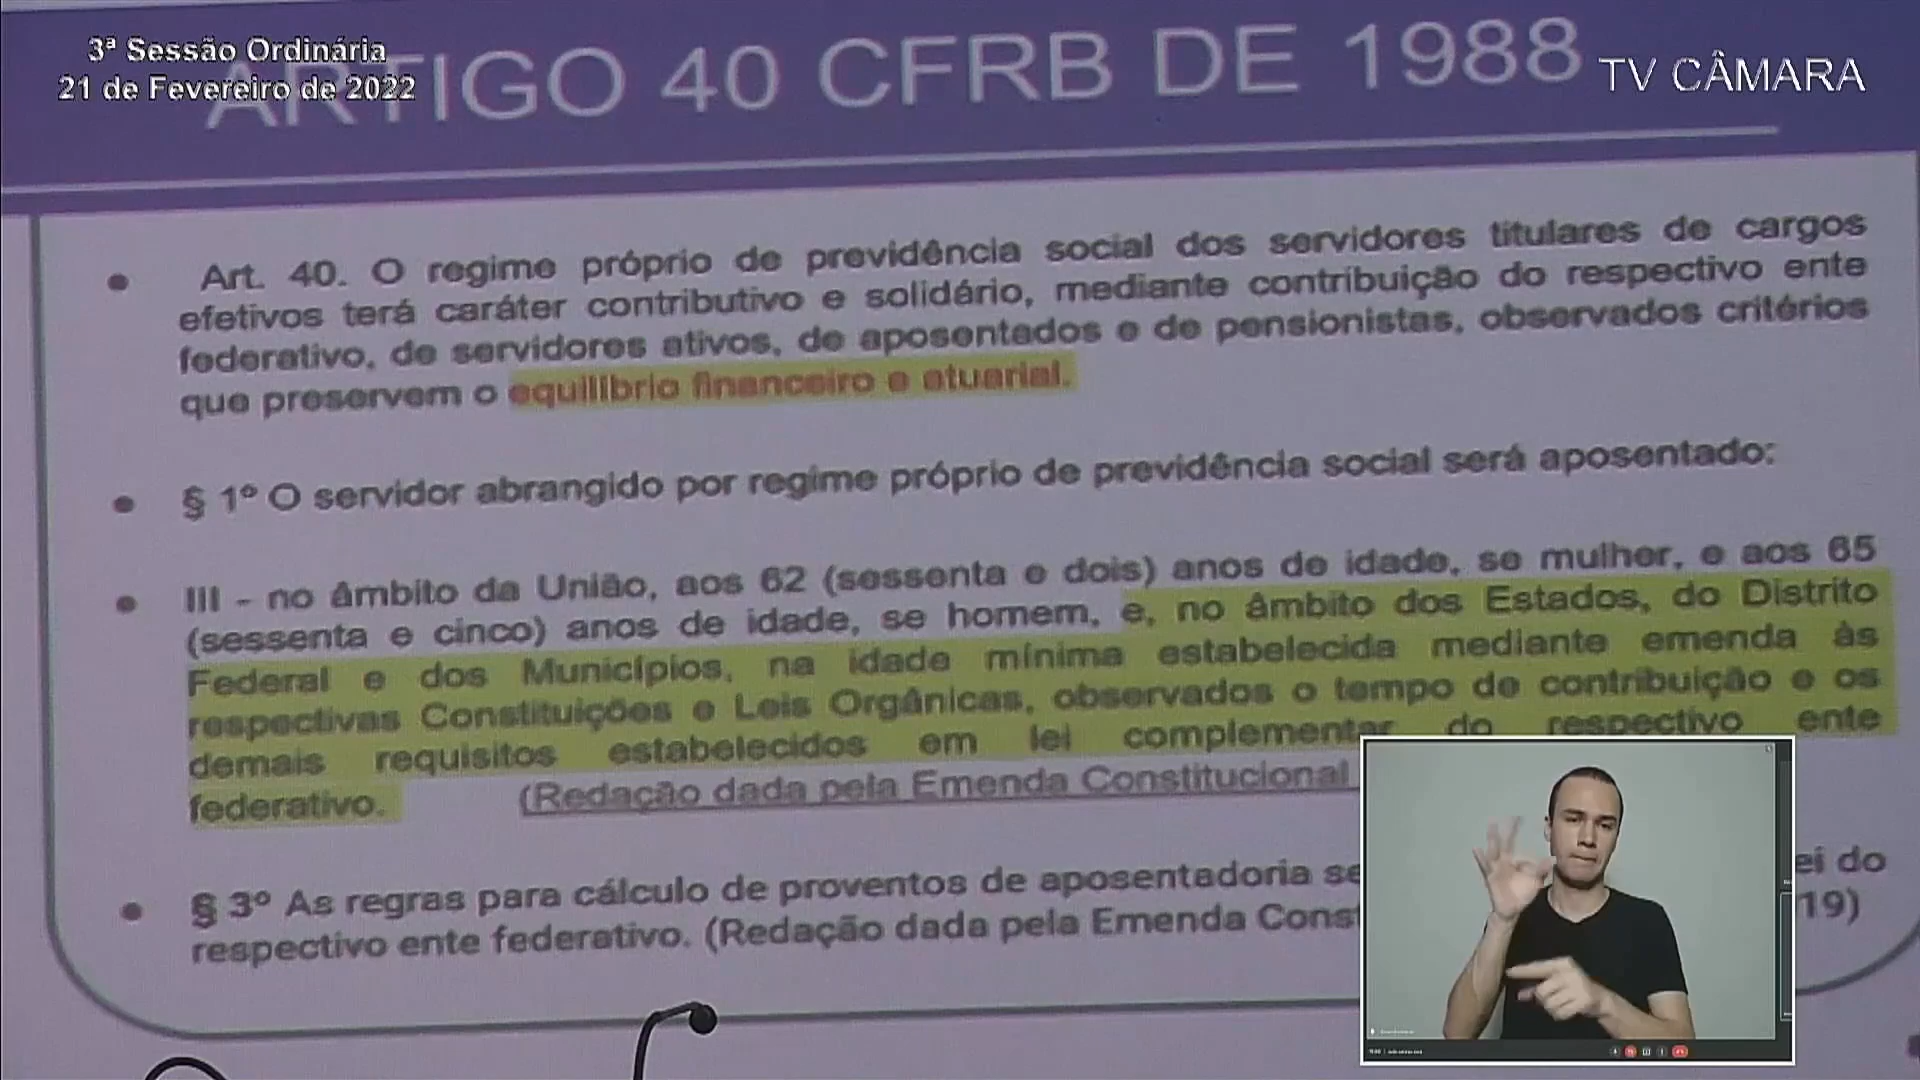 3ª Sessão Ordinária
21 de Fevereiro de 2022
ARTIGO 40 CFRB DE 1988
TV CÂMARA
• Art. 40. O regime próprio de previdência social dos servidores titulares de cargos
efetivos terá caráter contributivo e solidário, mediante contribuição do respectivo ente
federativo, de servidores ativos, de aposentados e de pensionistas, observados critérios
que preservem o equilíbrio financeiro e atuarial.
• § 1º O servidor abrangido por regime próprio de previdência social será aposentado:
• III - no âmbito da União, aos 62 (sessenta e dois) anos de idade, se mulher, e aos 65
(sessenta e cinco) anos de idade, se homem, e, no âmbito dos Estados, do Distrito
Federal e dos Municípios, na idade mínima estabelecida mediante emenda às
respectivas Constituições e Leis Orgânicas, observados o tempo de contribuição e os
demais requisitos estabelecidos em lei complementar do respectivo ente
federativo. (Redação dada pela Emenda Constitucional
• § 3º As regras para cálculo de proventos de aposentadoria se ei do
respectivo ente federativo. (Redação dada pela Emenda Const 19)